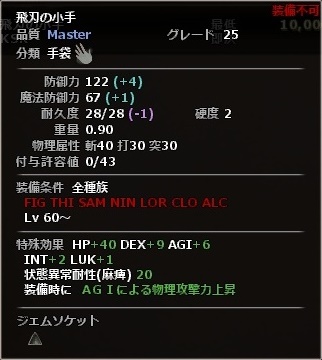 装備不可
飛刃の小手
品質 Master グレード 25
分類 手袋 10,00
防御力 122 (+4)
魔法防御力 67 (+1)
耐久度 28/28 (-1) 硬度 2
重量 0.90
物理属性 斬40 打30 突30
付与許容値 0/43
装備条件 全種族
FIG THI SAM NIN LOR CLO ALC
Lv 60～
特殊効果 HP+40 DEX+9 AGI+6
INT+2 LUK+1
状態異常耐性(麻痺) 20
装備時に ＡＧＩによる物理攻撃力上昇
ジェムソケット